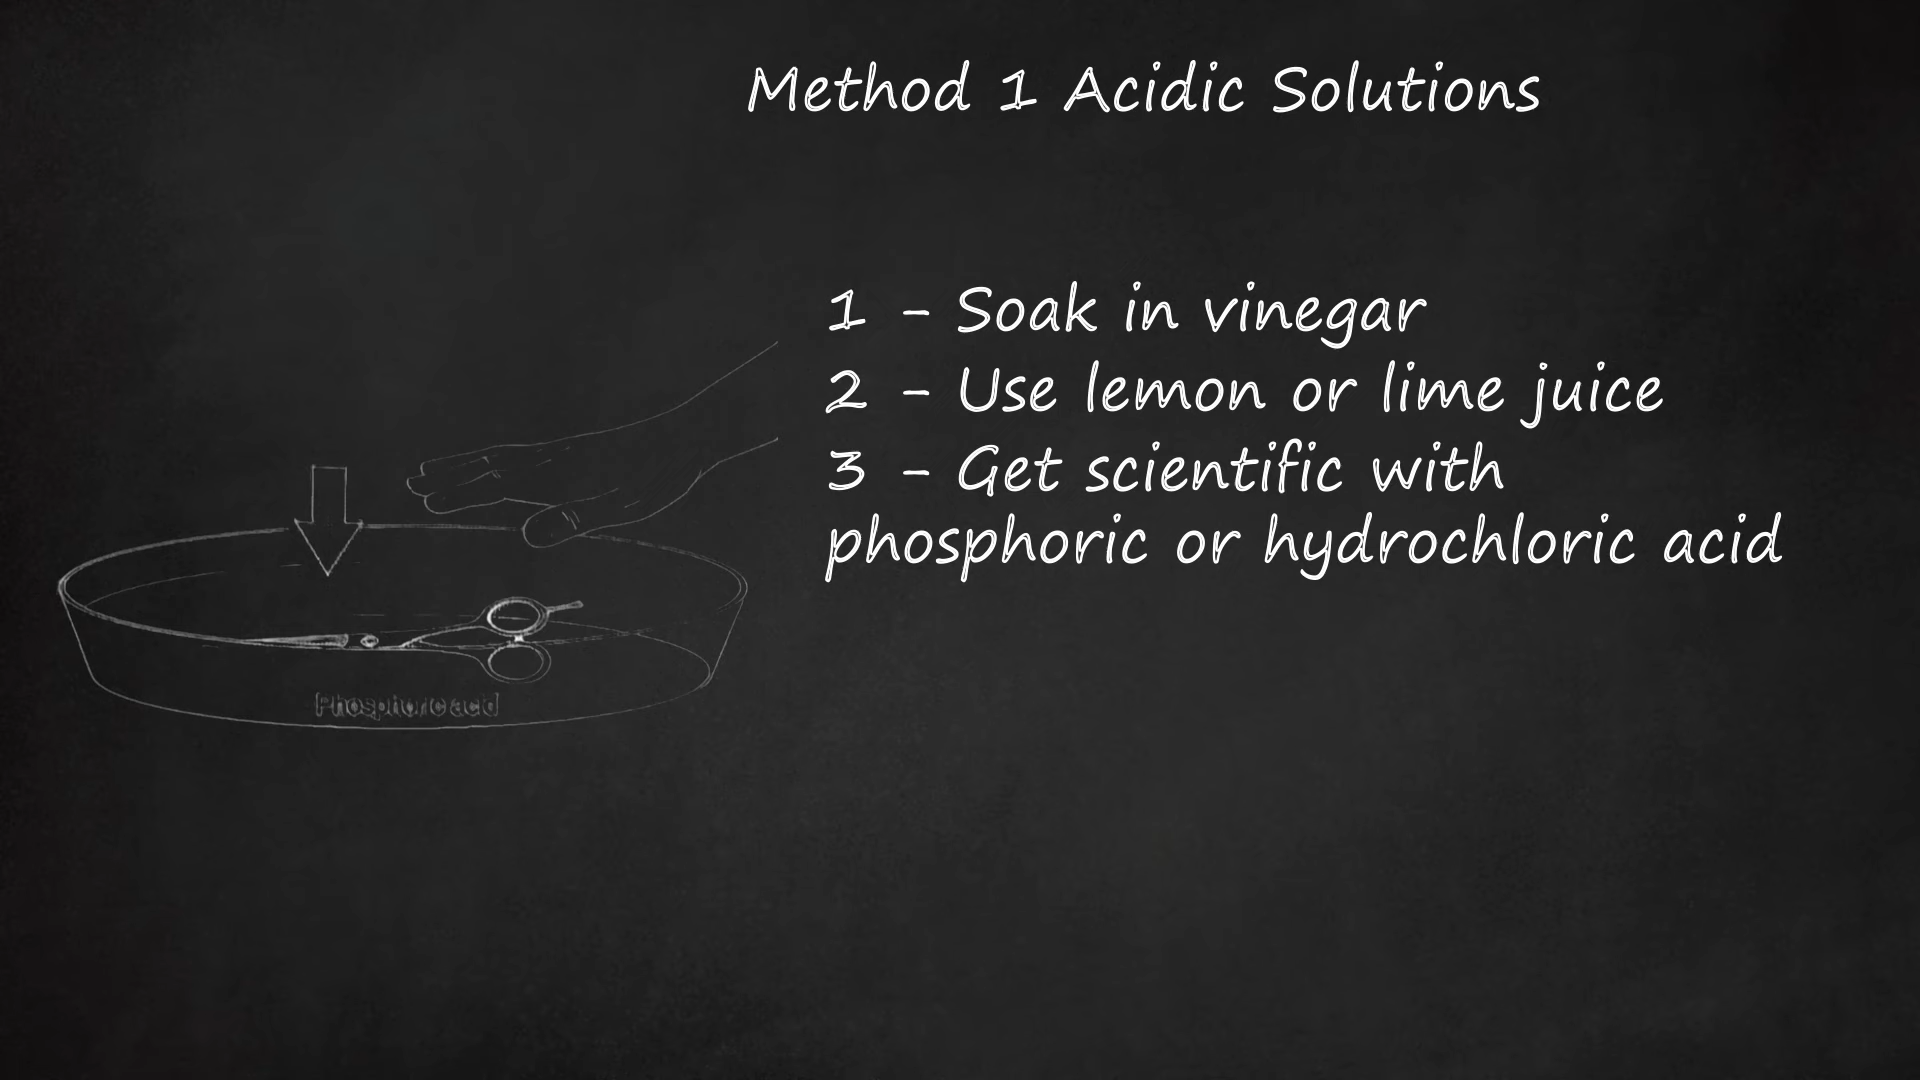 Method 1 Acidic Solutions
1 - Soak in vinegar
2 - Use lemon or lime juice
3 - Get scientific with
phosphoric or hydrochloric acid
Phosphoric acid